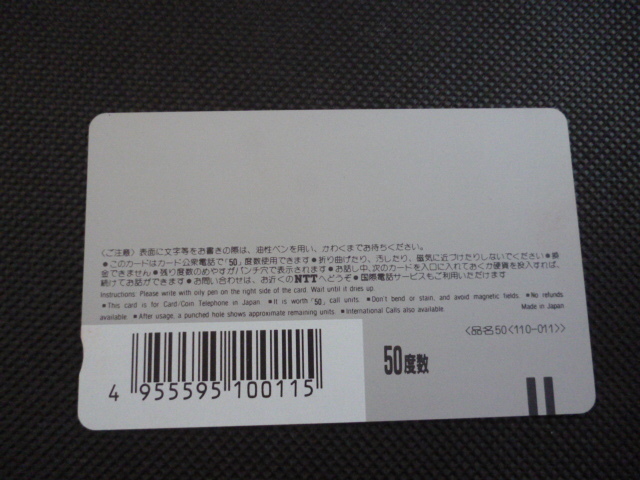 〈ご注意〉表面に文字等をお書きの際は、油性ペンを用い、かわくまでお待ちください。
●このカードはカード公衆電話で「50」度数使用できます●折り曲げたり、汚したり、磁気に近づけたりしないでください●換
金できません●残り度数のめやすがパンチ穴で表示されます●お話し中、次のカードを入口に入れておくか硬貨を投入すれば、
続けてお話ができます●お問い合わせは、お近くのNTTへどうぞ●国際電話サービスもご利用いただけます
Instructions: Please write with oily pen on the right side of the card. Wait until it dries up.
●This card is for Card/Coin Telephone in Japan. ●It is worth '50', call units. ●Don't bend or stain, and avoid magnetic fields. ●No refunds
available. ●After usage, a punched hole shows approximate remaining units. ●International Calls also available.
Made in Japan
〈品名50〈110-011〉〉
50度数
4 955595 100115